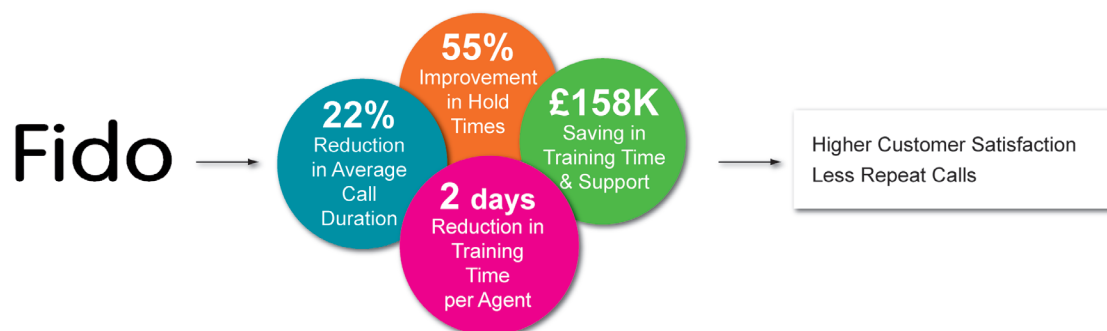 Fido
22%
Reduction
in Average
Call
Duration
55%
Improvement
in Hold
Times
2 days
Reduction in
Training
Time
per Agent
£158K
Saving in
Training Time
& Support
Higher Customer Satisfaction
Less Repeat Calls